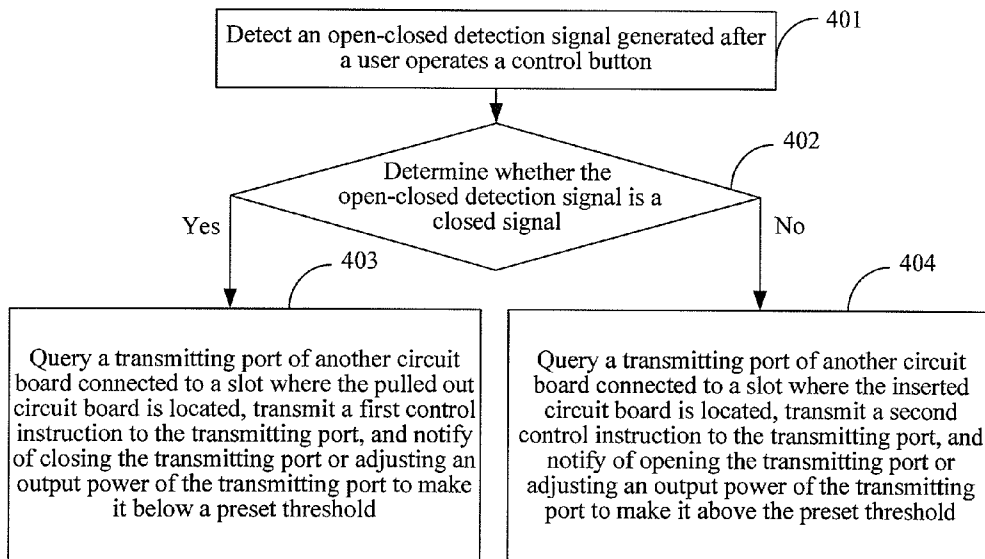 401
Detect an open-closed detection signal generated after
a user operates a control button
402
Determine whether the
open-closed detection signal is a
closed signal
Yes
No
403
404
Query a transmitting port of another circuit
board connected to a slot where the pulled out
circuit board is located, transmit a first control
instruction to the transmitting port, and notify
of closing the transmitting port or adjusting an
output power of the transmitting port to make
it below a preset threshold
Query a transmitting port of another circuit
board connected to a slot where the inserted
circuit board is located, transmit a second
control instruction to the transmitting port, and
notify of opening the transmitting port or
adjusting an output power of the transmitting
port to make it above the preset threshold